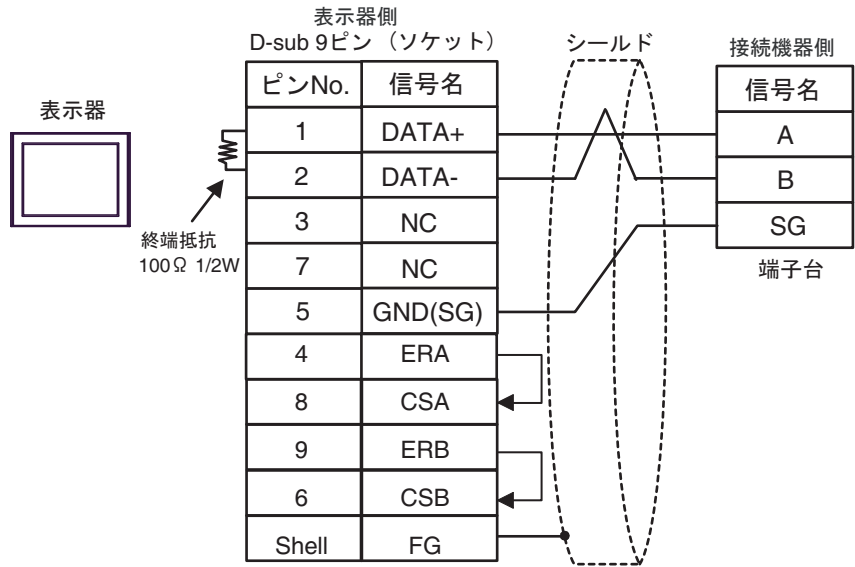 表示器側
D-sub 9ピン（ソケット）
シールド
接続機器側
表示器
ピンNo. 信号名
1 DATA+
2 DATA-
3 NC
7 NC
5 GND(SG)
4 ERA
8 CSA
9 ERB
6 CSB
Shell FG
終端抵抗
100Ω 1/2W
信号名
A
B
SG
端子台